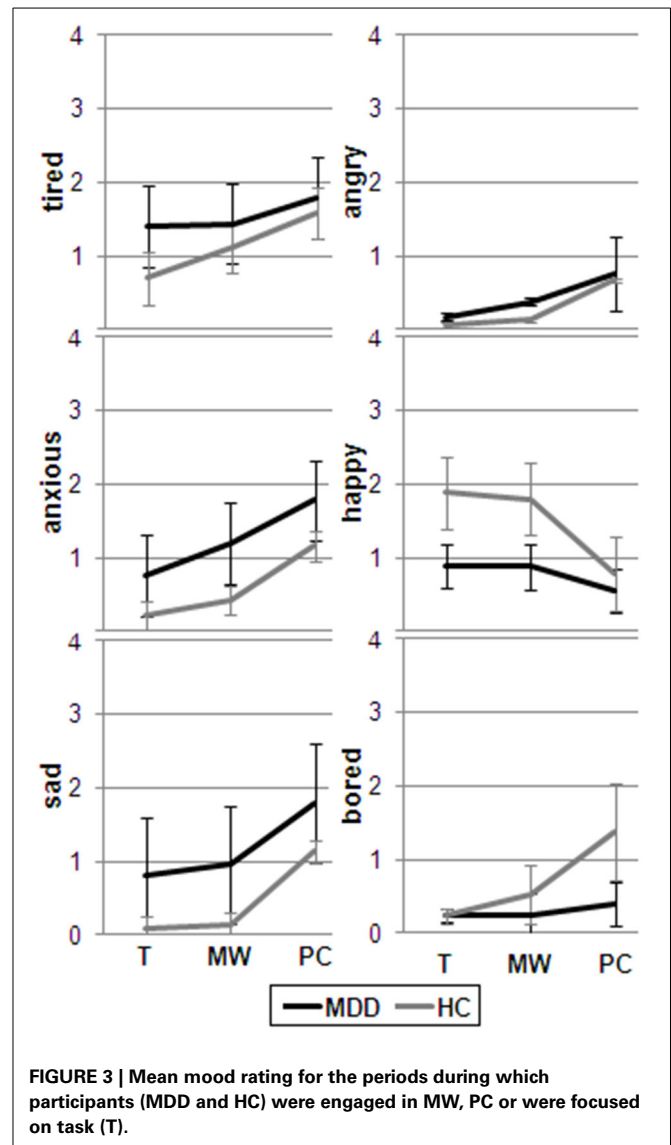 4
3
2
1
tired
4
3
2
1
angry
4
3
2
1
anxious
4
3
2
1
happy
4
3
2
1
0
sad
T MW PC
4
3
2
1
0
bored
T MW PC
MDD HC
FIGURE 3 | Mean mood rating for the periods during which
participants (MDD and HC) were engaged in MW, PC or were focused
on task (T).